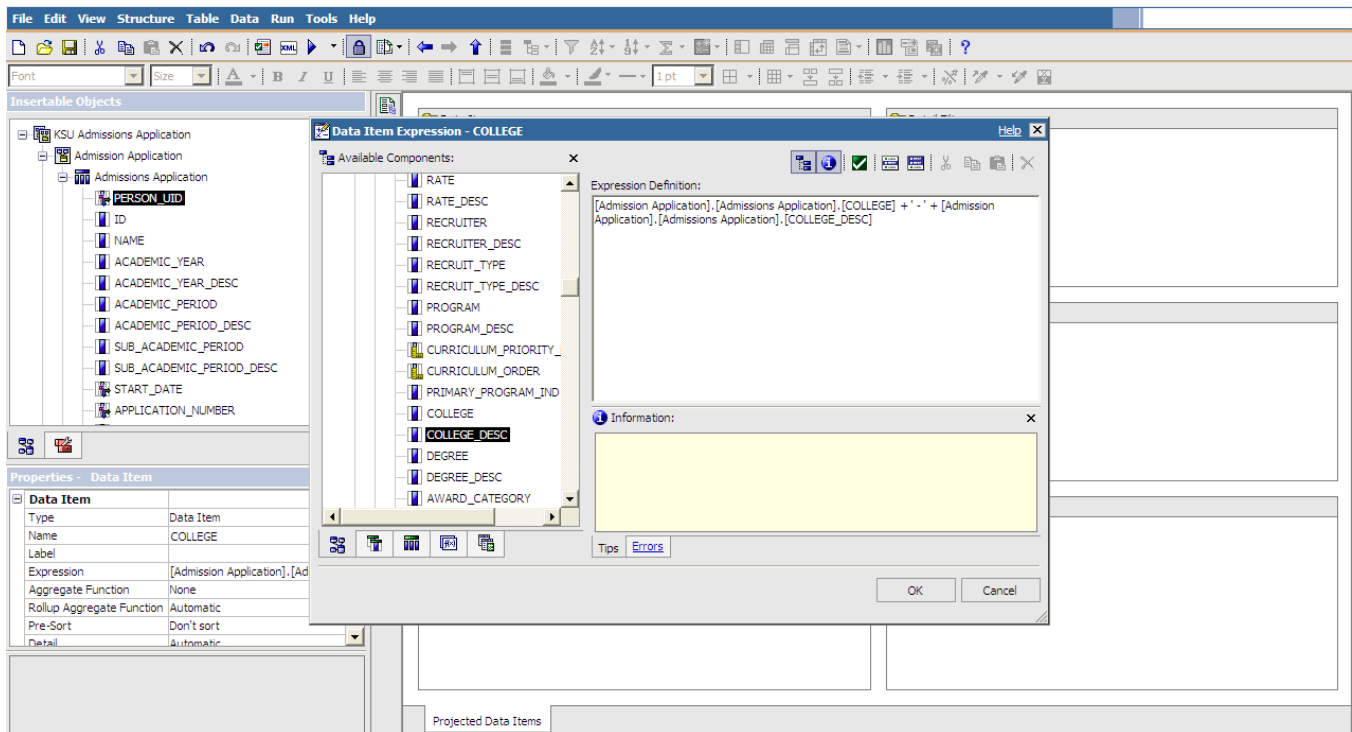 File Edit View Structure Table Data Run Tools Help
Font Size A B I U 1 pt
Insertable Objects
KSU Admissions Application
Admission Application
Admissions Application
PERSON_UID
ID
NAME
ACADEMIC_YEAR
ACADEMIC_YEAR_DESC
ACADEMIC_PERIOD
ACADEMIC_PERIOD_DESC
SUB_ACADEMIC_PERIOD
SUB_ACADEMIC_PERIOD_DESC
START_DATE
APPLICATION_NUMBER
Properties - Data Item
Data Item
Type Data Item
Name COLLEGE
Label
Expression [Admission Application].[Ad
Aggregate Function None
Rollup Aggregate Function Automatic
Pre-Sort Don't sort
Detail Automatic
Data Item Expression - COLLEGE Help
Available Components:
RATE
RATE_DESC
RECRUITER
RECRUITER_DESC
RECRUIT_TYPE
RECRUIT_TYPE_DESC
PROGRAM
PROGRAM_DESC
CURRICULUM_PRIORITY_
CURRICULUM_ORDER
PRIMARY_PROGRAM_IND
COLLEGE
COLLEGE_DESC
DEGREE
DEGREE_DESC
AWARD_CATEGORY
Expression Definition:
[Admission Application].[Admissions Application].[COLLEGE] + ' - ' + [Admission
Application].[Admissions Application].[COLLEGE_DESC]
Information:
Tips Errors
OK Cancel
Projected Data Items